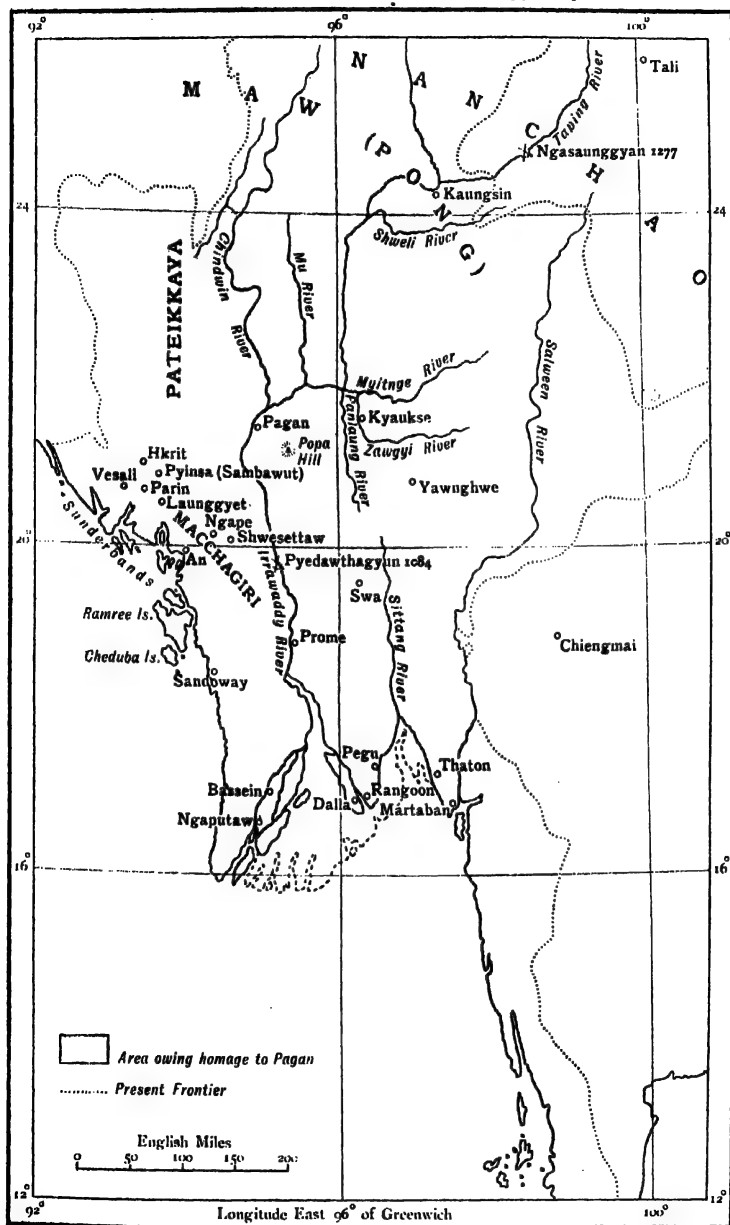 92°
96°
100°
Tali
M A W
N A N C H A O
(P O N G)
Taping River
Ngasaunggyan 1277
Kaungsin
24
24
Shweli River
Chindwin River
Mu River
PATEIKKAYA
Salween River
Myitnge River
Pagan
Kyaukse
Popa Hill
Panlaung River
Zawgyi River
Hkrit
Vesali
Pyinsa (Sambawut)
Parin
Launggyet
Yawnghwe
Sunderbands
MACCHAGIRI
Ngape
Shwesettaw
20°
20°
An
Irrawaddy River
Pyedawthagyun 1084
Swa
Sittang River
Ramree Is.
Prome
Chiengmai
Cheduba Is.
Sandoway
Pegu
Thaton
Bassein
Dalla
Rangoon
Martaban
Ngaputaw
16°
16°
Area owing homage to Pagan
Present Frontier
English Miles
0 50 100 150 200
12°
12°
92°
Longitude East 96° of Greenwich
100°